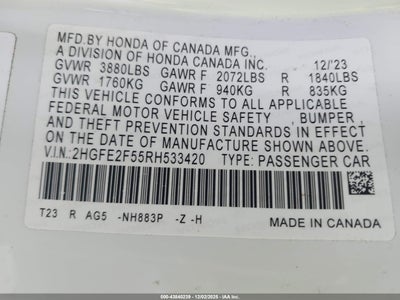 MFD.BY HONDA OF CANADA MFG.,
A DIVISION OF HONDA CANADA INC. 12/'23
GVWR 3880LBS GAWR F 2072LBS R 1840LBS
GVWR 1760KG GAWR F 940KG R 835KG
THIS VEHICLE CONFORMS TO ALL APPLICABLE
FEDERAL MOTOR VEHICLE SAFETY , BUMPER ,
AND THEFT PREVENTION STANDARDS IN EFFECT
ON THE DATE OF MANUFACTURE SHOWN ABOVE.
V.I.N.:2HGFE2F55RH533420 TYPE: PASSENGER CAR
T23 R AG5 -NH883P -Z -H
MADE IN CANADA